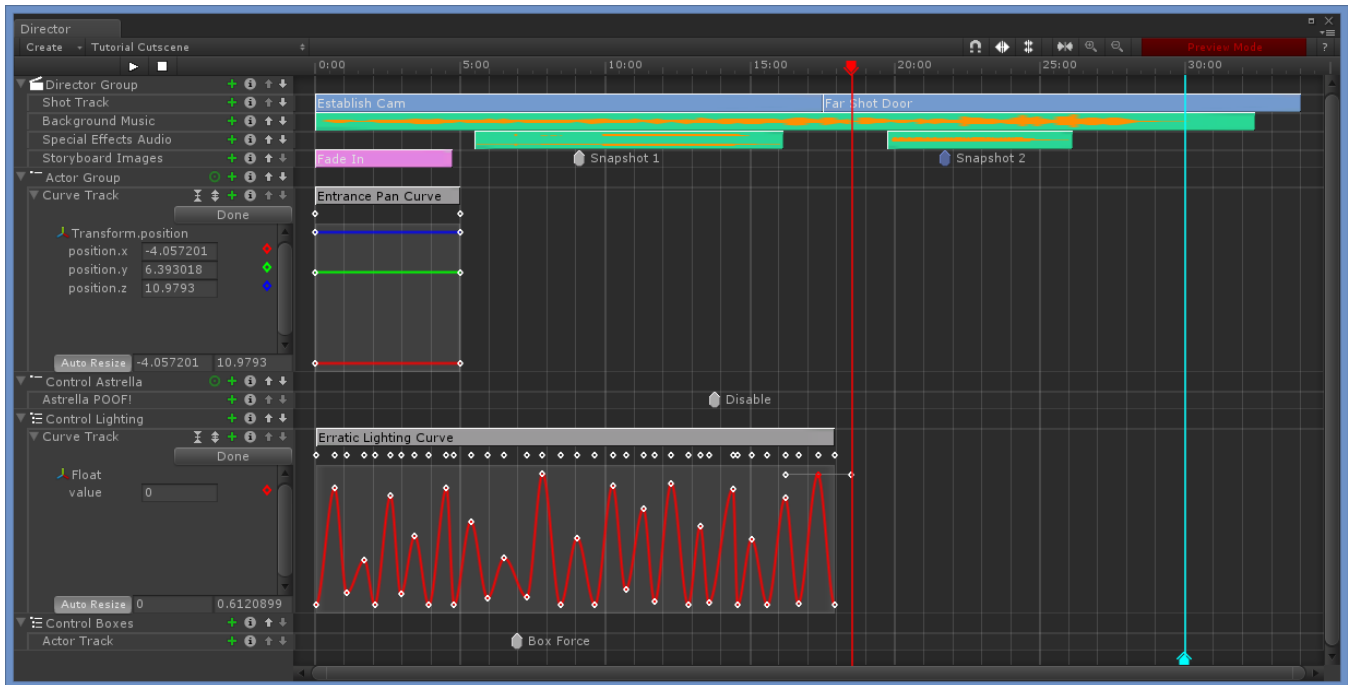 Director
Create Tutorial Cutscene Preview Mode ?
0:00 5:00 10:00 15:00 20:00 25:00 30:00
Director Group
Shot Track Establish Cam Far Shot Door
Background Music
Special Effects Audio
Storyboard Images Fade In Snapshot 1 Snapshot 2
Actor Group
Curve Track Entrance Pan Curve
Done
Transform.position
position.x -4.057201
position.y 6.393018
position.z 10.9793
Auto Resize -4.057201 10.9793
Control Astrella
Astrella POOF! Disable
Control Lighting
Curve Track Erratic Lighting Curve
Done
Float
value 0
Auto Resize 0 0.6120899
Control Boxes
Actor Track Box Force